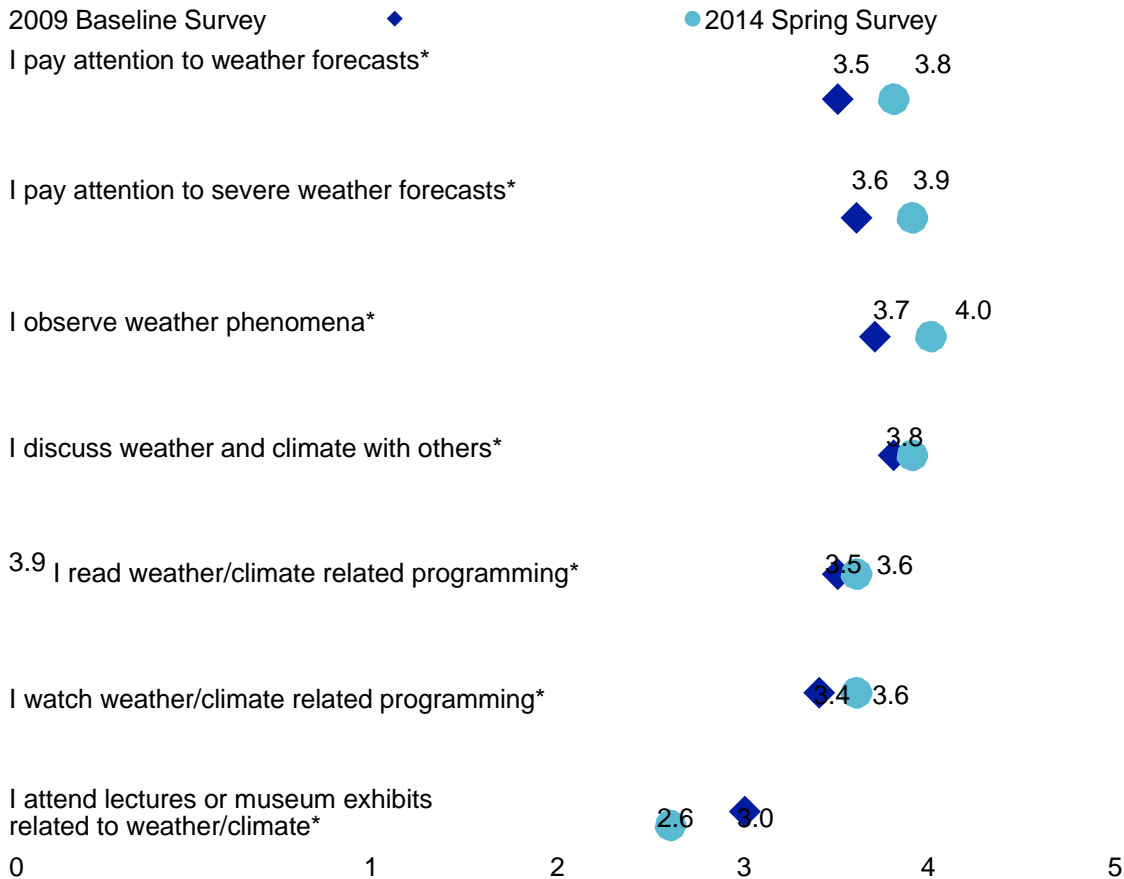 2009 Baseline Survey 2014 Spring Survey
I pay attention to weather forecasts* 3.5 3.8
I pay attention to severe weather forecasts* 3.6 3.9
I observe weather phenomena* 3.7 4.0
I discuss weather and climate with others* 3.8
3.9 I read weather/climate related programming* 3.5 3.6
I watch weather/climate related programming* 3.4 3.6
I attend lectures or museum exhibits
related to weather/climate* 2.6 3.0
0 1 2 3 4 5